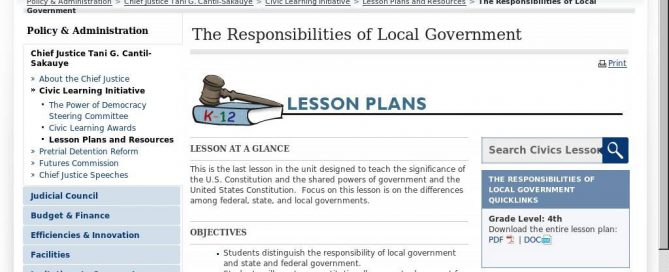 Policy & Administration > Chief Justice Tani G. Cantil-Sakauye > Civic Learning Initiative > Lesson Plans and Resources > The Responsibilities of Local
Government
Policy & Administration
Chief Justice Tani G. Cantil-
Sakauye
» About the Chief Justice
» Civic Learning Initiative
• The Power of Democracy
Steering Committee
• Civic Learning Awards
• Lesson Plans and Resources
» Pretrial Detention Reform
» Futures Commission
» Chief Justice Speeches
Judicial Council
Budget & Finance
Efficiencies & Innovation
Facilities
The Responsibilities of Local Government
Print
K-12
LESSON PLANS
LESSON AT A GLANCE
This is the last lesson in the unit designed to teach the significance of
the U.S. Constitution and the shared powers of government and the
United States Constitution. Focus on this lesson is on the differences
among federal, state, and local governments.
OBJECTIVES
• Students distinguish the responsibility of local government
and state and federal government.
Search Civics Lesson
THE RESPONSIBILITIES OF
LOCAL GOVERNMENT
QUICKLINKS
Grade Level: 4th
Download the entire lesson plan:
PDF | DOC